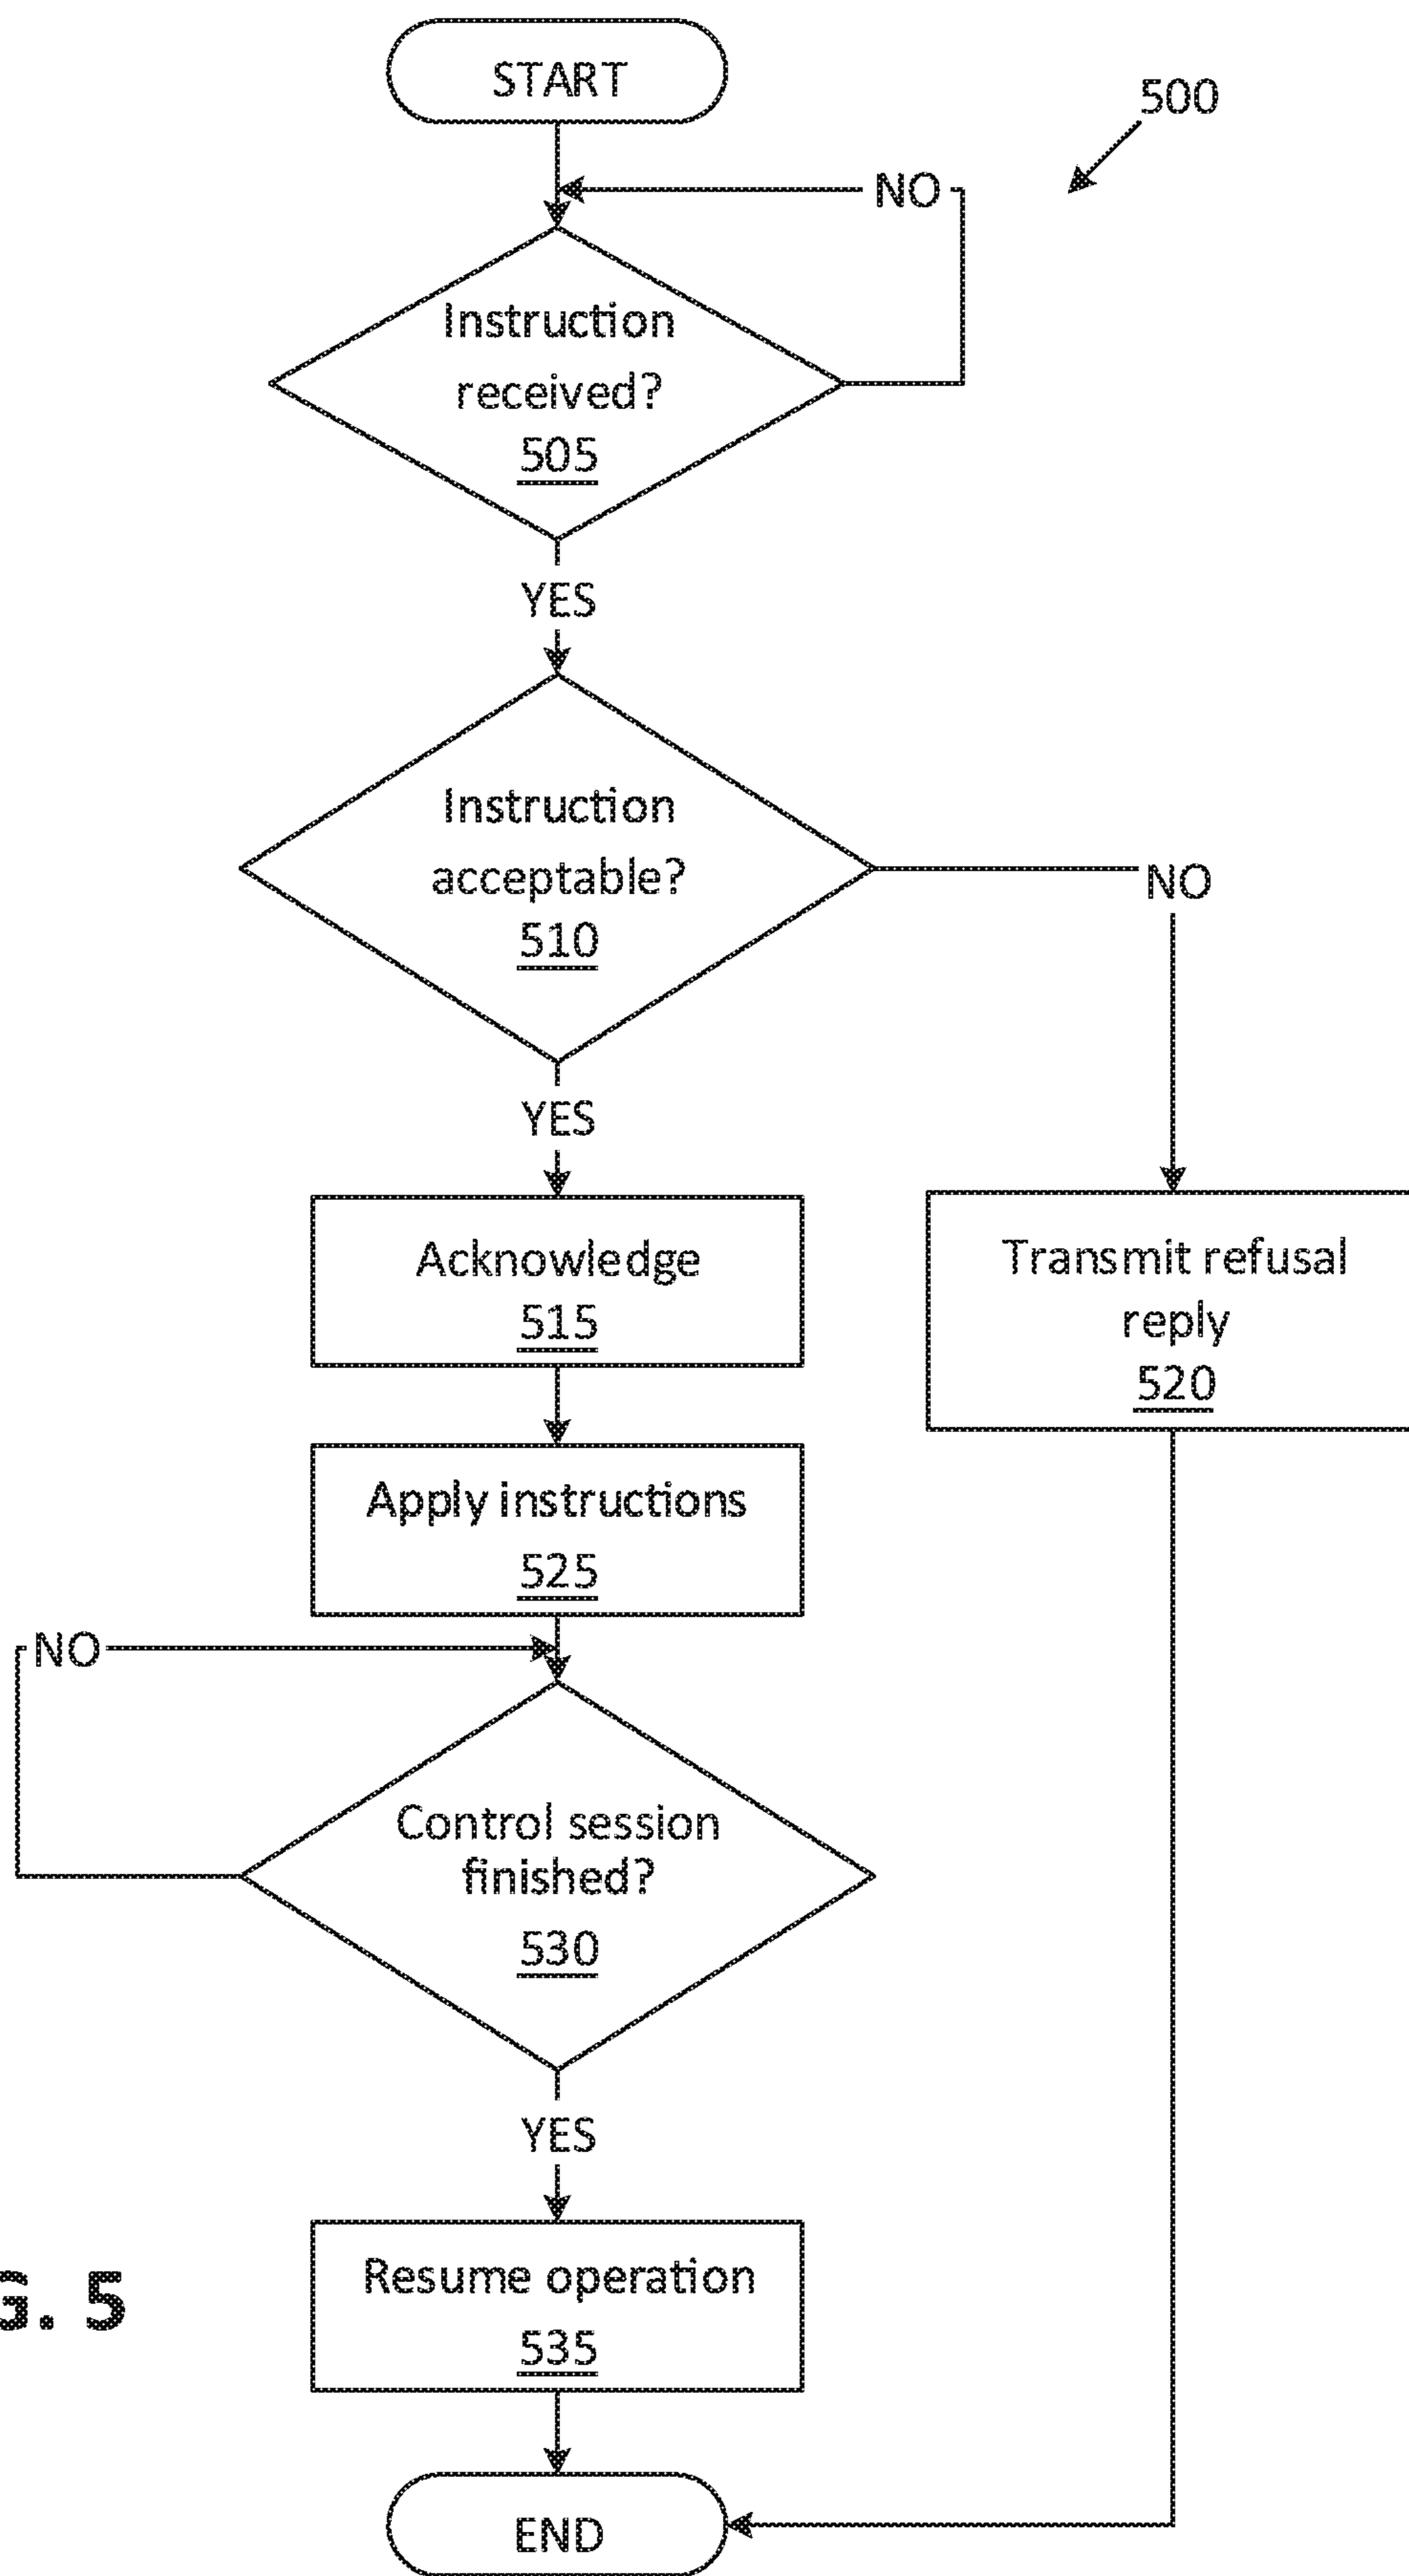 START
500
NO
Instruction
received?
505
YES
Instruction
acceptable?
510
NO
YES
Acknowledge
515
Transmit refusal
reply
520
Apply instructions
525
NO
Control session
finished?
530
YES
Resume operation
535
G. 5
END